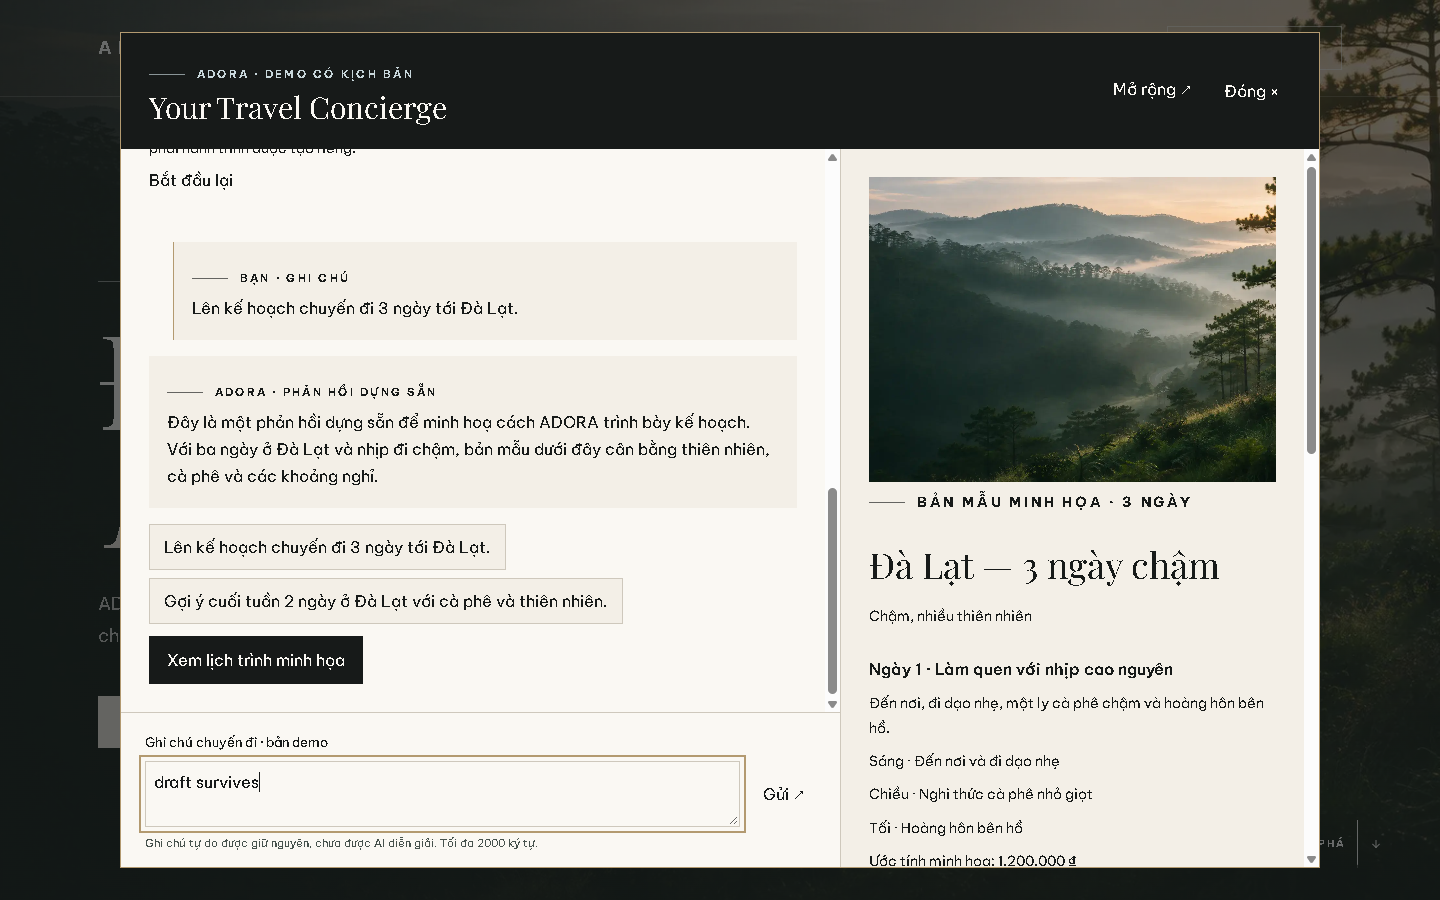 ADORA · DEMO CÓ KỊCH BẢN
Your Travel Concierge
Mở rộng ↗
Đóng ×
phải hành trình được tạo riêng.
Bắt đầu lại
BẠN · GHI CHÚ
Lên kế hoạch chuyến đi 3 ngày tới Đà Lạt.
ADORA · PHẢN HỒI DỰNG SẴN
Đây là một phản hồi dựng sẵn để minh hoạ cách ADORA trình bày kế hoạch.
Với ba ngày ở Đà Lạt và nhịp đi chậm, bản mẫu dưới đây cân bằng thiên nhiên,
cà phê và các khoảng nghỉ.
Lên kế hoạch chuyến đi 3 ngày tới Đà Lạt.
Gợi ý cuối tuần 2 ngày ở Đà Lạt với cà phê và thiên nhiên.
Xem lịch trình minh họa
Ghi chú chuyến đi · bản demo
draft survives
Gửi ↗
Ghi chú tự do được giữ nguyên, chưa được AI diễn giải. Tối đa 2000 ký tự.
BẢN MẪU MINH HỌA · 3 NGÀY
Đà Lạt — 3 ngày chậm
Chậm, nhiều thiên nhiên
Ngày 1 · Làm quen với nhịp cao nguyên
Đến nơi, đi dạo nhẹ, một ly cà phê chậm và hoàng hôn bên
hồ.
Sáng · Đến nơi và đi dạo nhẹ
Chiều · Nghi thức cà phê nhỏ giọt
Tối · Hoàng hôn bên hồ
Ước tính minh họa: 1.200.000 ₫
PHÁ ↓